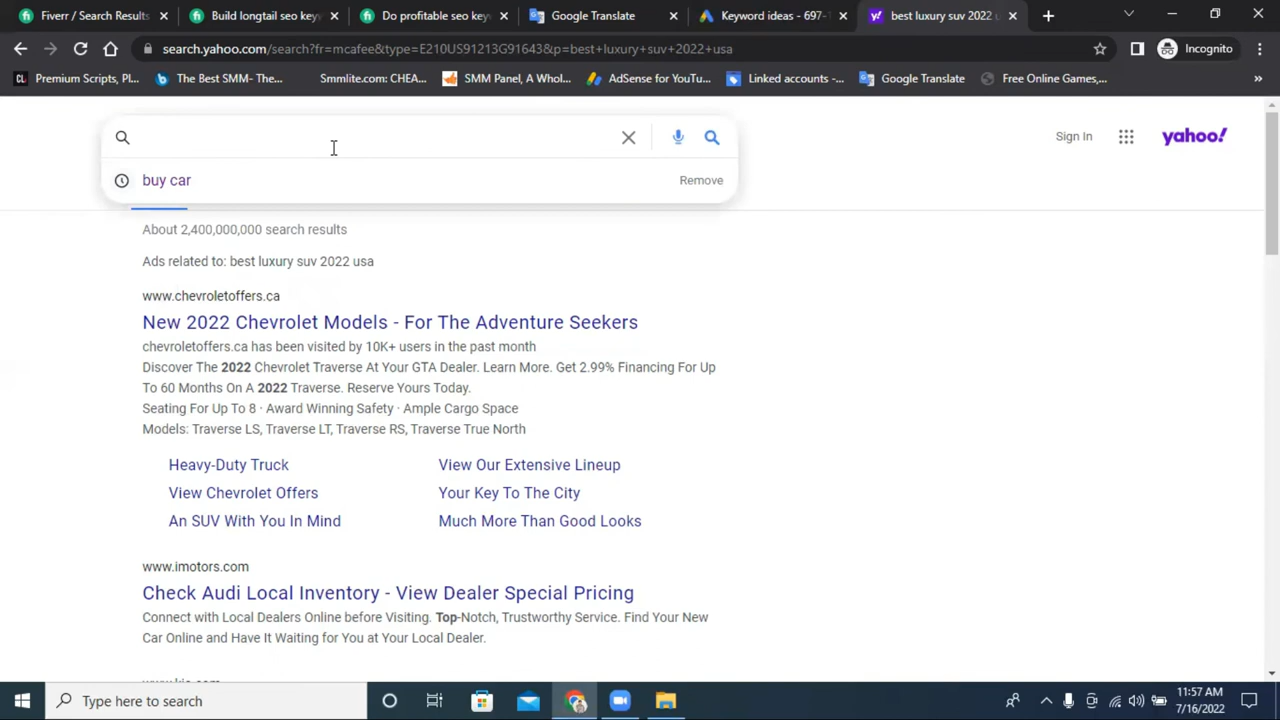 Fiverr / Search Results
Build longtail seo key
Do profitable seo key
Google Translate
Keyword ideas - 697-
best luxury suv 2022 u
search.yahoo.com/search?fr=mcafee&type=E210US91213G91643&p=best+luxury+suv+2022+usa
Incognito
Premium Scripts, Pl...
The Best SMM- The...
Smmlite.com: CHEA...
SMM Panel, A Whol...
AdSense for YouTu...
Linked accounts -...
Google Translate
Free Online Games,...
Sign In
yahoo!
buy car
Remove
About 2,400,000,000 search results
Ads related to: best luxury suv 2022 usa
www.chevroletoffers.ca
New 2022 Chevrolet Models - For The Adventure Seekers
chevroletoffers.ca has been visited by 10K+ users in the past month
Discover The 2022 Chevrolet Traverse At Your GTA Dealer. Learn More. Get 2.99% Financing For Up
To 60 Months On A 2022 Traverse. Reserve Yours Today.
Seating For Up To 8 · Award Winning Safety · Ample Cargo Space
Models: Traverse LS, Traverse LT, Traverse RS, Traverse True North
Heavy-Duty Truck
View Our Extensive Lineup
View Chevrolet Offers
Your Key To The City
An SUV With You In Mind
Much More Than Good Looks
www.imotors.com
Check Audi Local Inventory - View Dealer Special Pricing
Connect with Local Dealers Online before Visiting. Top-Notch, Trustworthy Service. Find Your New
Car Online and Have It Waiting for You at Your Local Dealer.
Type here to search
11:57 AM
7/16/2022